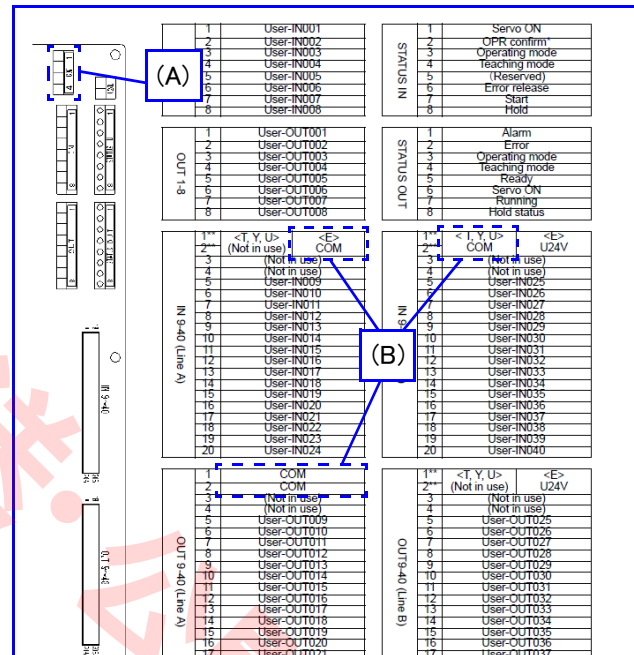 1 User-IN001
2 User-IN002
3 User-IN003
4 User-IN004
5 User-IN005
6 User-IN006
7 User-IN007
8 User-IN008
STATUS IN
1 Servo ON
2 OPR confirm*
3 Operating mode
4 Teaching mode
5 (Reserved)
6 Error release
7 Start
8 Hold
(A)
OUT 1-8
1 User-OUT001
2 User-OUT002
3 User-OUT003
4 User-OUT004
5 User-OUT005
6 User-OUT006
7 User-OUT007
8 User-OUT008
STATUS OUT
1 Alarm
2 Error
3 Operating mode
4 Teaching mode
5 Ready
6 Servo ON
7 Running
8 Hold status
IN 9-40 (Line A)
1** <T, Y, U> <E>
2** (Not in use) COM
3 (Not in use)
4 (Not in use)
5 User-IN009
6 User-IN010
7 User-IN011
8 User-IN012
9 User-IN013
10 User-IN014
11 User-IN015
12 User-IN016
13 User-IN017
14 User-IN018
15 User-IN019
16 User-IN020
17 User-IN021
18 User-IN022
19 User-IN023
20 User-IN024
IN 9-
1** <T, Y, U> <E>
2** COM U24V
3 (Not in use)
4 (Not in use)
5 User-IN025
6 User-IN026
7 User-IN027
8 User-IN028
9 User-IN029
10 User-IN030
11 User-IN031
12 User-IN032
13 User-IN033
14 User-IN034
15 User-IN035
16 User-IN036
17 User-IN037
18 User-IN038
19 User-IN039
20 User-IN040
(B)
IN 9~40
OUT 9~40
OUT 9-40 (Line A)
1 COM
2 COM
3 (Not in use)
4 (Not in use)
5 User-OUT009
6 User-OUT010
7 User-OUT011
8 User-OUT012
9 User-OUT013
10 User-OUT014
11 User-OUT015
12 User-OUT016
13 User-OUT017
14 User-OUT018
15 User-OUT019
16 User-OUT020
17 User-OUT021
OUT9-40 (Line B)
1** <T, Y, U> <E>
2** (Not in use) U24V
3 (Not in use)
4 (Not in use)
5 User-OUT025
6 User-OUT026
7 User-OUT027
8 User-OUT028
9 User-OUT029
10 User-OUT030
11 User-OUT031
12 User-OUT032
13 User-OUT033
14 User-OUT034
15 User-OUT035
16 User-OUT036
17 User-OUT037